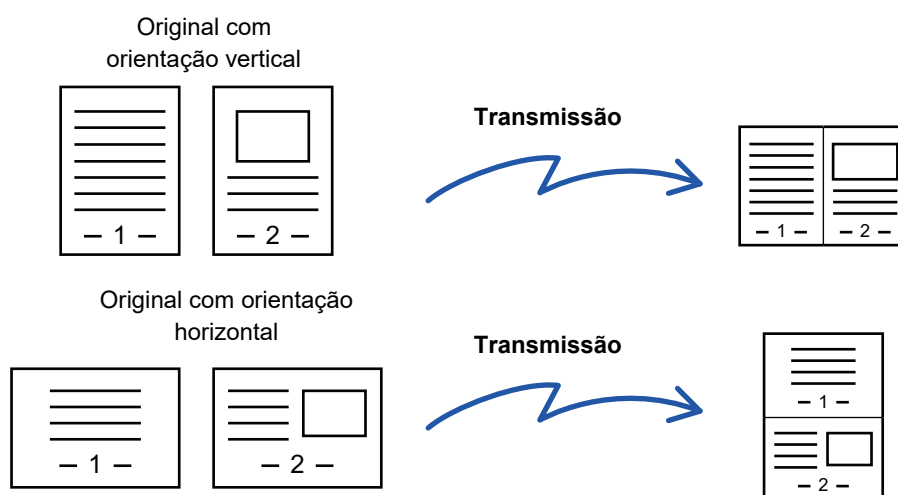 Original com
orientação vertical
Transmissão
– 1 –
– 2 –
– 1 –
– 2 –
Original com orientação
horizontal
Transmissão
– 1 –
– 2 –
– 1 –
– 2 –